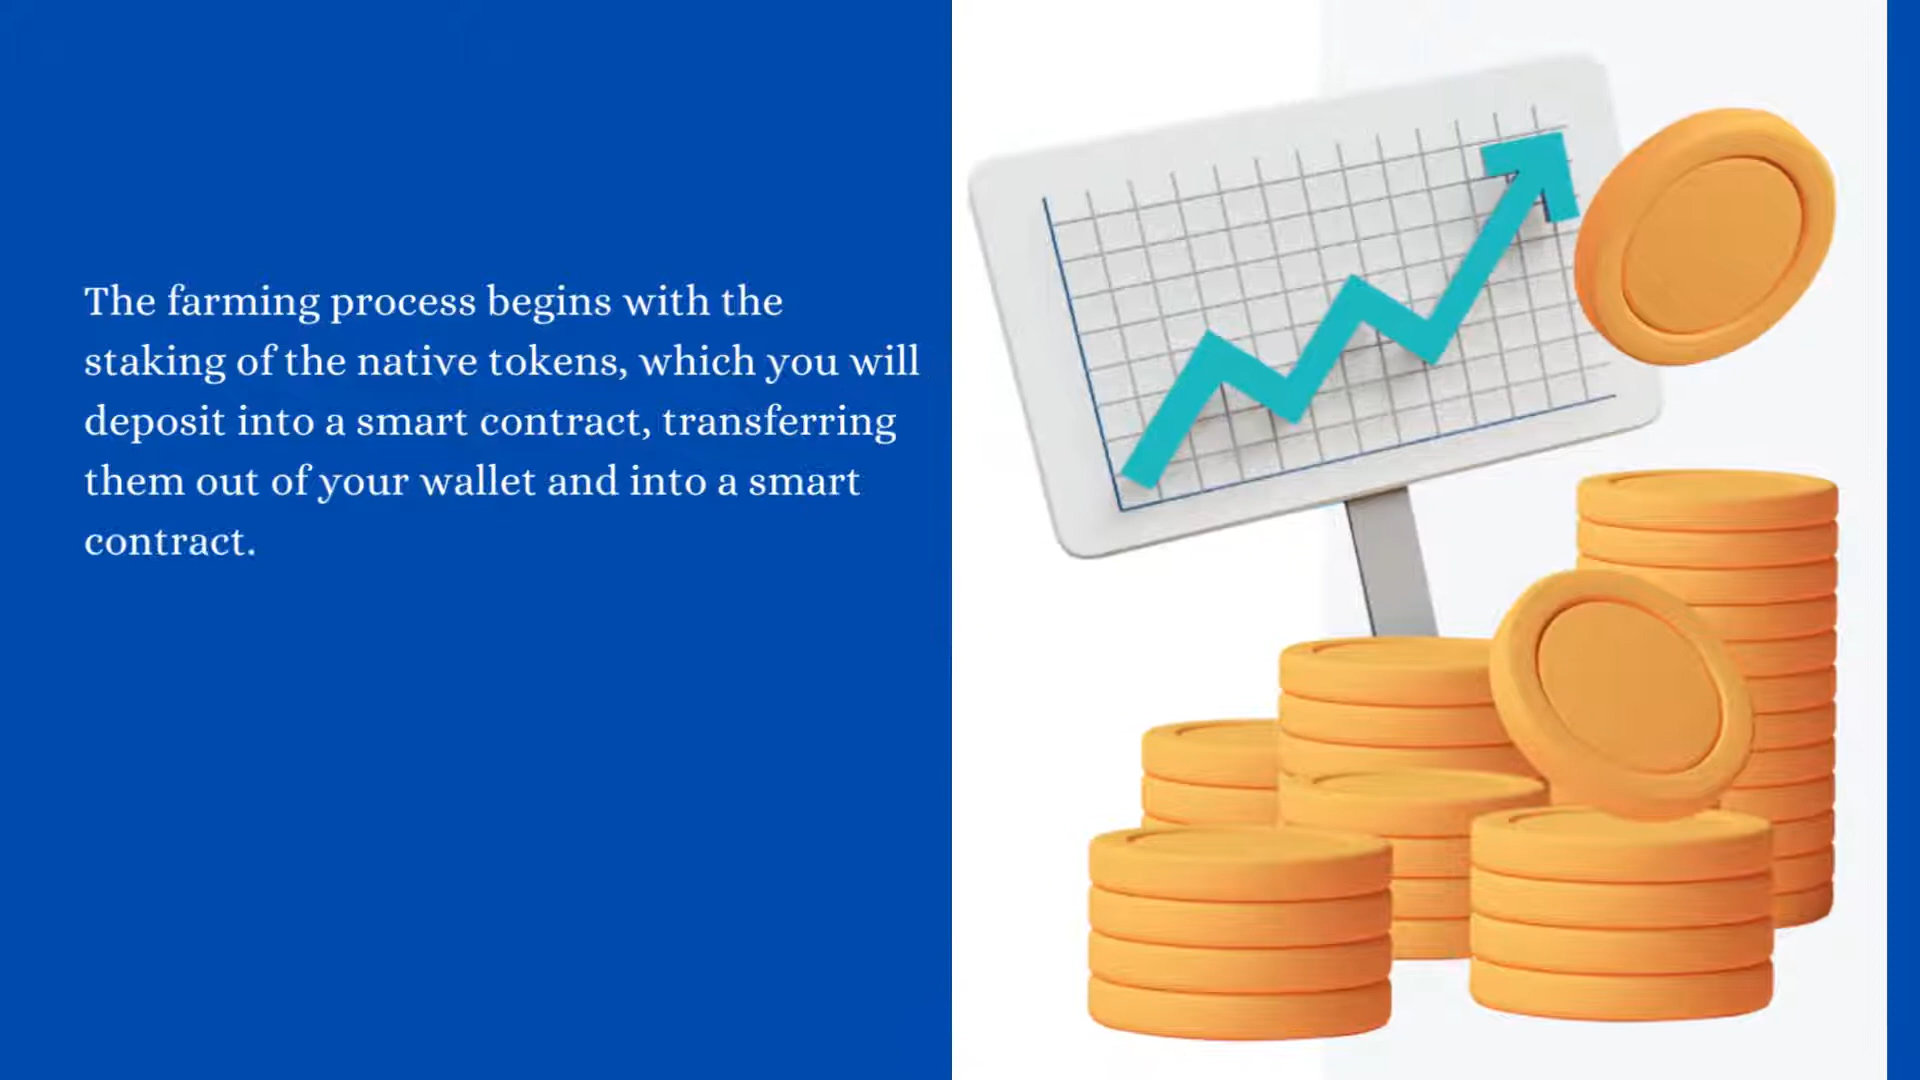 The farming process begins with the
staking of the native tokens, which you will
deposit into a smart contract, transferring
them out of your wallet and into a smart
contract.